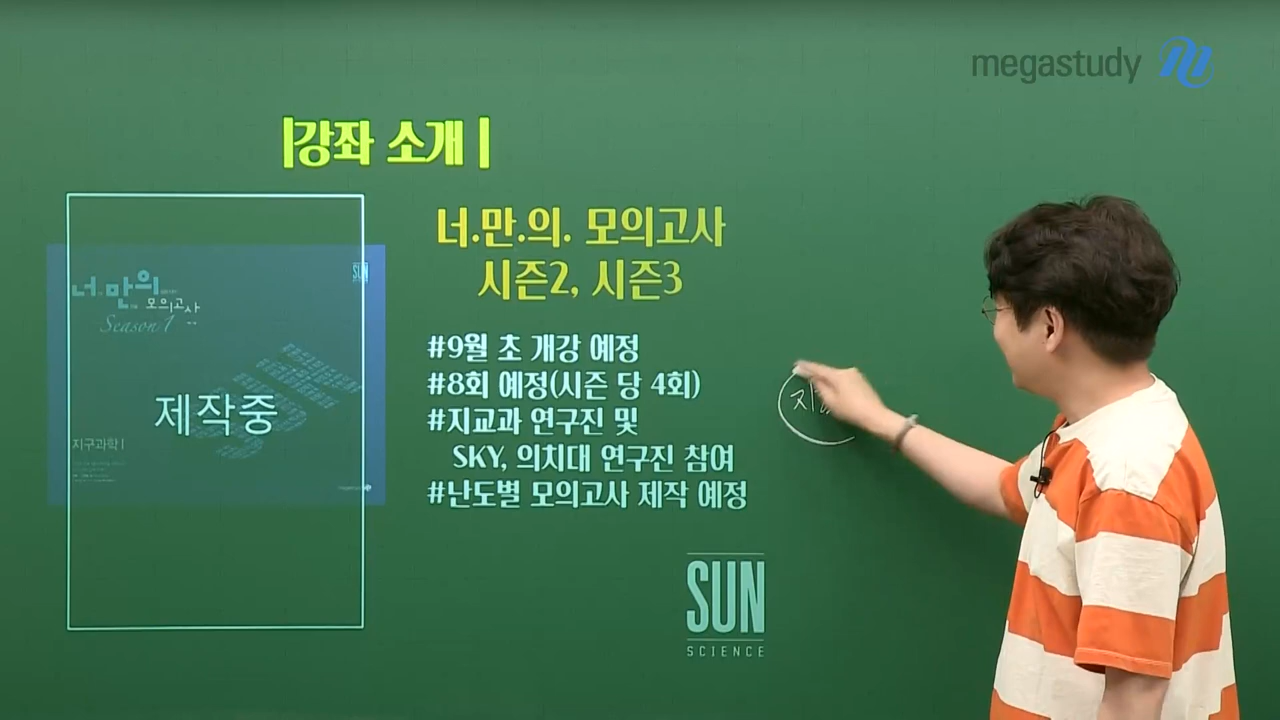 megastudy
|강좌 소개|
너.만.의. 모의고사
시즌2, 시즌3
SUN
너.만.의
모의고사
Season 1
제작중
지구과학Ⅰ
#9월 초 개강 예정
#8회 예정(시즌 당 4회)
#지교과 연구진 및
SKY, 의치대 연구진 참여
#난도별 모의고사 제작 예정
SUN
SCIENCE